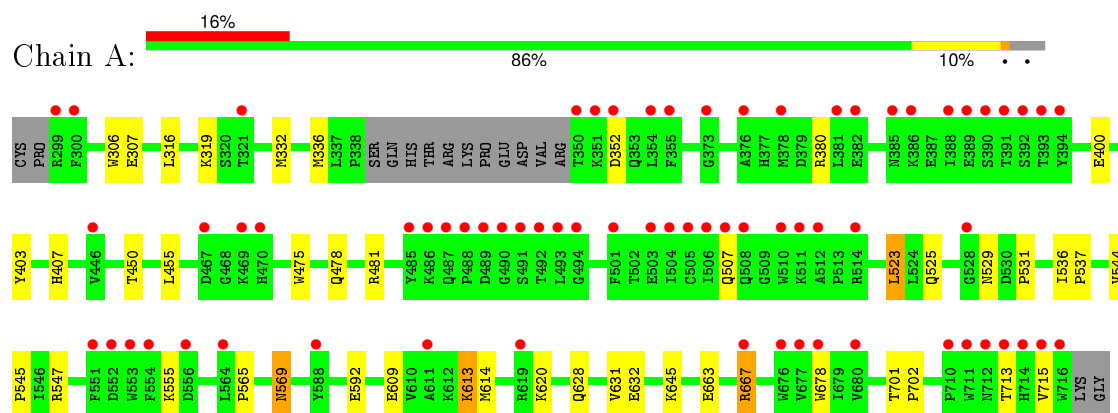 16%
Chain A:
86% 10% • •
CYS PRO R299 F300 W306 E307 L316 K319 S320 T321 M332 M336 L337 P338 SER GLN HIS THR ARG LYS PRO GLU ASP VAL ARG T350 K351 D352 Q353 L354 F355 G373 A376 H377 M378 D379 R380 L381 E382 N385 K386 E387 I388 E389 S390 T391 S392 T393 Y394 E400
Y403 H407 V446 T450 L455 D467 G468 K469 H470 W475 Q478 R481 Y485 K486 Q487 P488 D489 G490 S491 T492 L493 G494 F501 T502 E503 I504 C505 I506 Q507 Q508 G509 W510 K511 A512 P513 R514 L523 L524 Q525 G528 N529 D530 P531 I536 P537 V544
P545 I546 R547 F551 D552 W553 F554 K555 D556 L564 P565 N569 Y588 E592 E609 V610 A611 K612 K613 M614 R619 K620 Q628 V631 E632 K645 E663 R667 W676 V677 W678 I679 V680 T701 P702 P710 W711 N712 T713 H714 V715 W716 LYS GLY